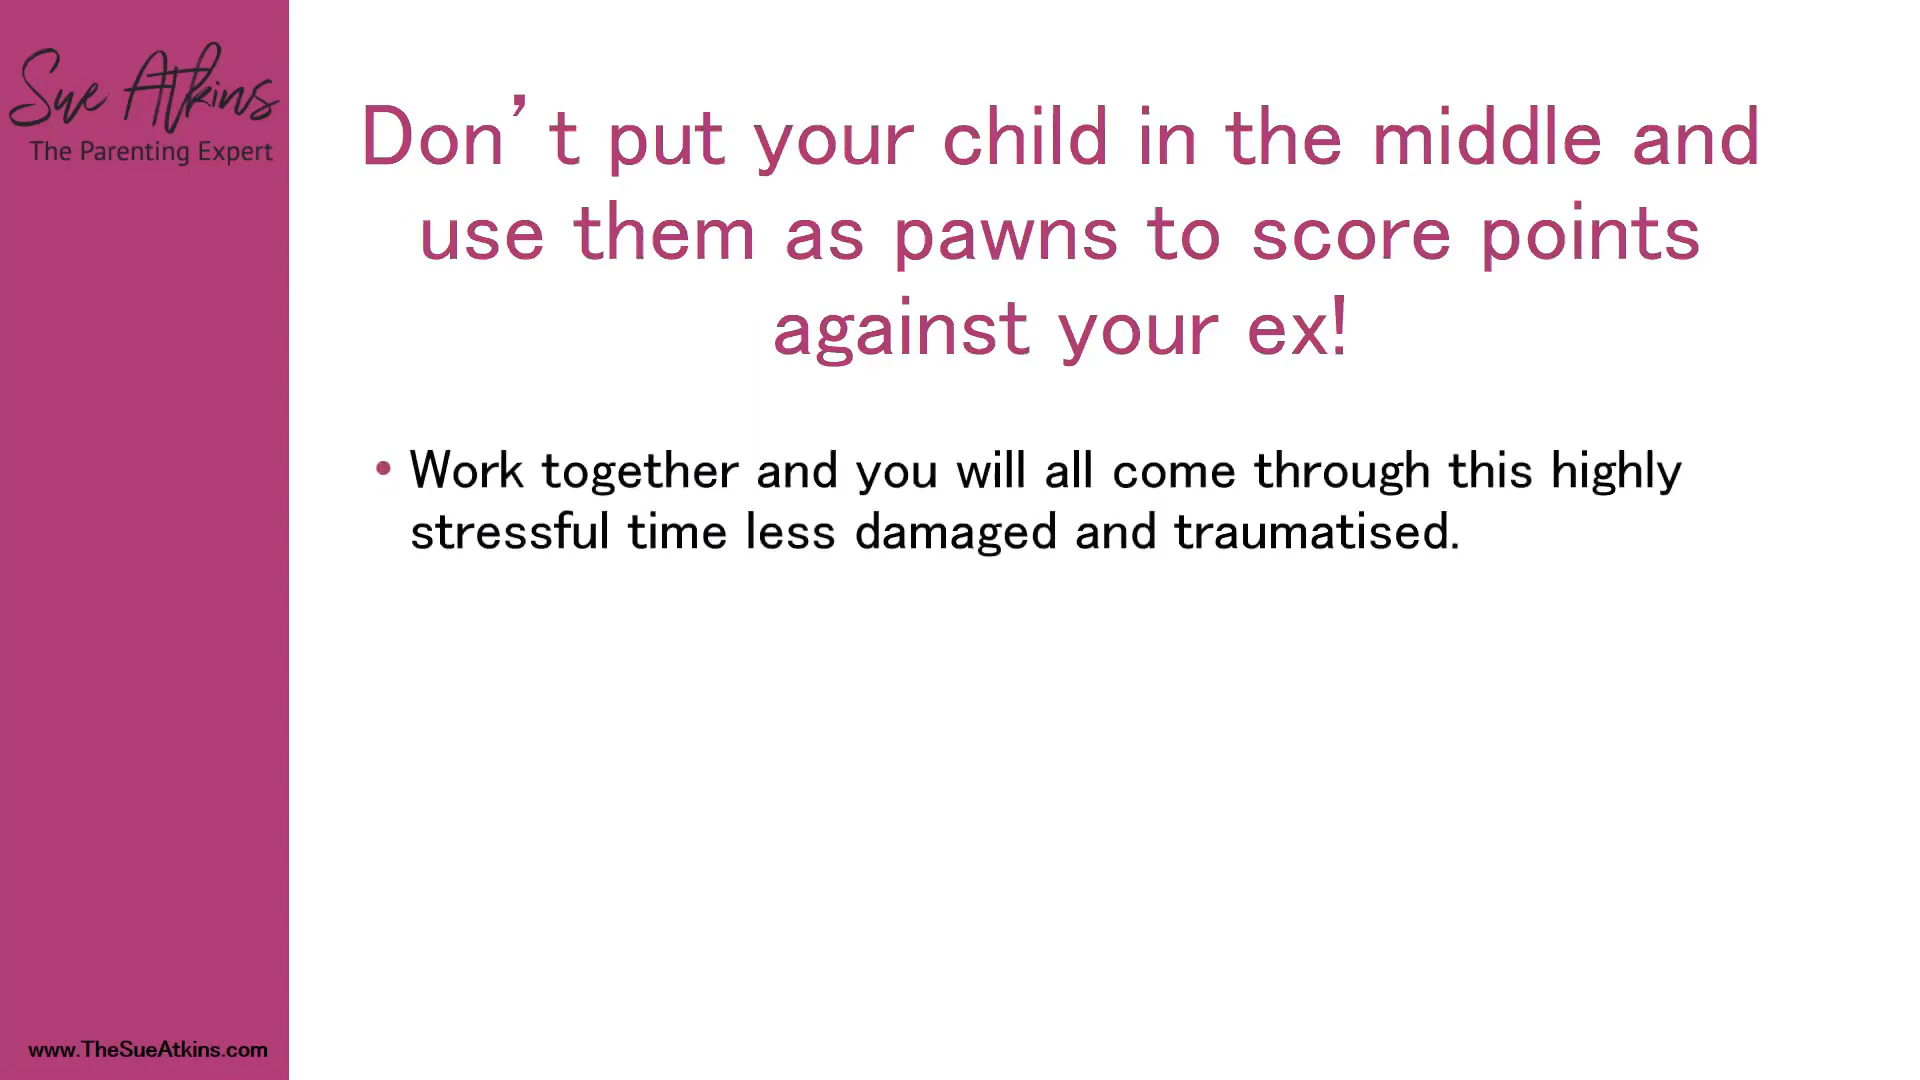 Sue Atkins
The Parenting Expert
Don’t put your child in the middle and
use them as pawns to score points
against your ex!
• Work together and you will all come through this highly
stressful time less damaged and traumatised.
www.TheSueAtkins.com